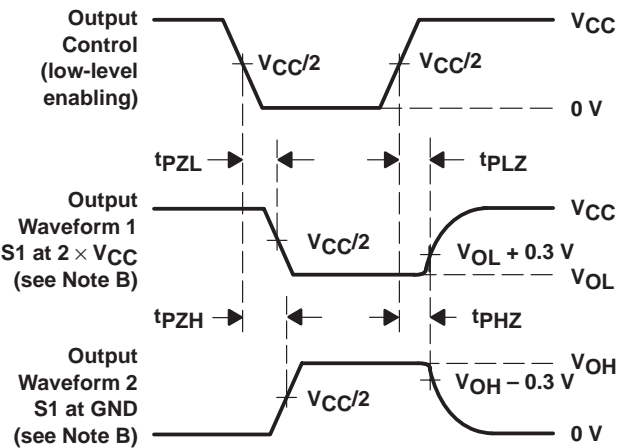 Output
Control
(low-level
enabling)
VCC
VCC/2
VCC/2
0 V
tPZL
tPLZ
Output
Waveform 1
S1 at 2 × VCC
(see Note B)
VCC
VCC/2
VOL + 0.3 V
VOL
tPZH
tPHZ
Output
Waveform 2
S1 at GND
(see Note B)
VOH
VOH – 0.3 V
VCC/2
0 V